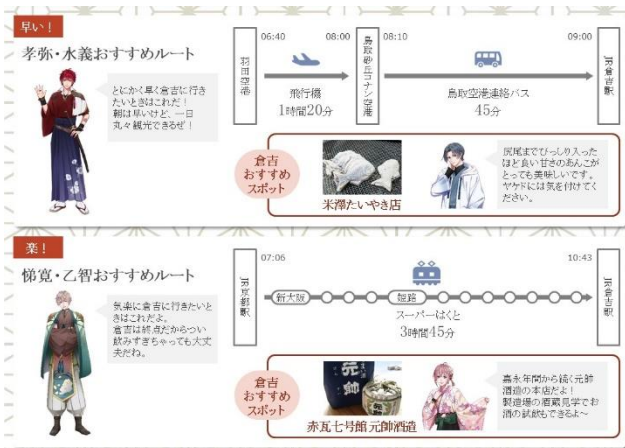 早い！
孝弥・水義おすすめルート
とにかく早く倉吉に行き
たいときはこれだ！
朝は早いけど、一日
丸々観光できるぜ！
06:40
08:00
08:10
09:00
羽田空港
飛行機
1時間20分
鳥取砂丘コナン空港
鳥取空港連絡バス
45分
JR倉吉駅
倉吉
おすすめ
スポット
米澤たいやき店
尻尾までびっしり入った
ほど良い甘さのあんこが
とっても美味しいです。
ヤケドには気を付けてく
ださい。
楽！
悌寛・乙智おすすめルート
気楽に倉吉に行きたいと
きはこれだよ。
倉吉は終点だからつい
飲みすぎちゃっても大丈
夫だね。
07:06
10:43
JR京都駅
新大阪
姫路
スーパーはくと
3時間45分
JR倉吉駅
倉吉
おすすめ
スポット
元帥
赤瓦七号館 元帥酒造
嘉永年間から続く元帥
酒造の本店だよ！
製造場の酒蔵見学でお
酒の試飲もできるよ～